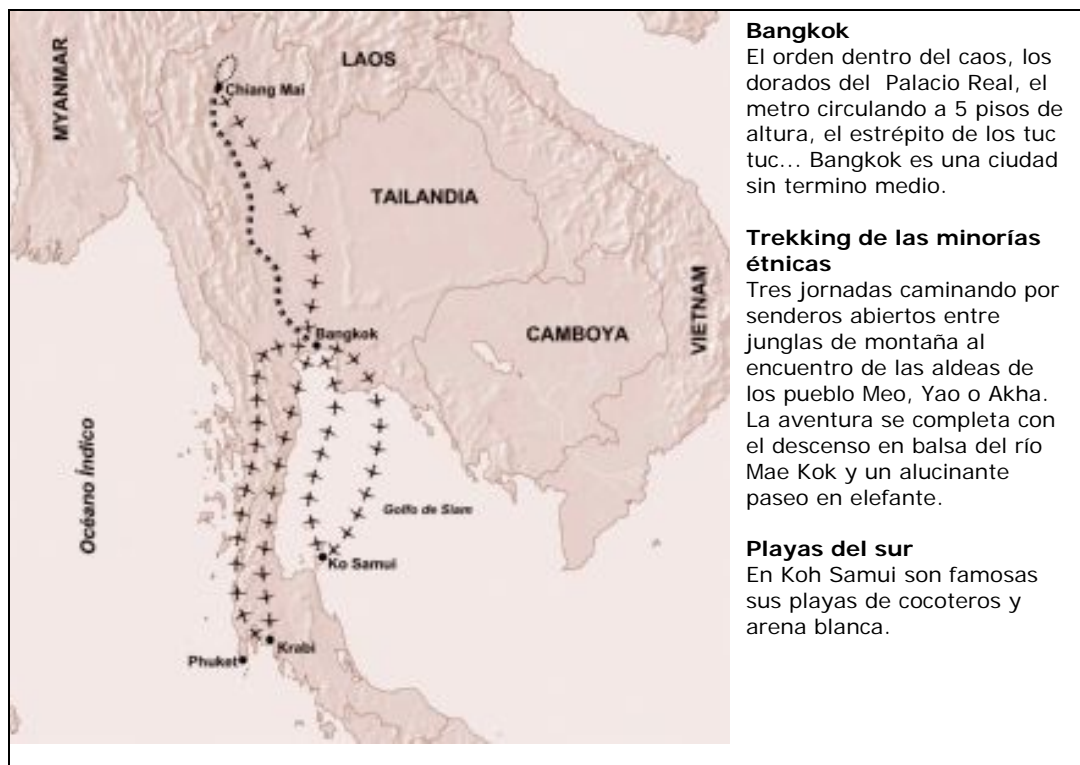 MYANMAR
LAOS
Chiang Mai
TAILANDIA
VIETNAM
CAMBOYA
Bangkok
Océano Índico
Golfo de Siam
Ko Samui
Krabi
Phuket
Bangkok
El orden dentro del caos, los
dorados del Palacio Real, el
metro circulando a 5 pisos de
altura, el estrépito de los tuc
tuc... Bangkok es una ciudad
sin termino medio.
Trekking de las minorías
étnicas
Tres jornadas caminando por
senderos abiertos entre
junglas de montaña al
encuentro de las aldeas de
los pueblo Meo, Yao o Akha.
La aventura se completa con
el descenso en balsa del río
Mae Kok y un alucinante
paseo en elefante.
Playas del sur
En Koh Samui son famosas
sus playas de cocoteros y
arena blanca.